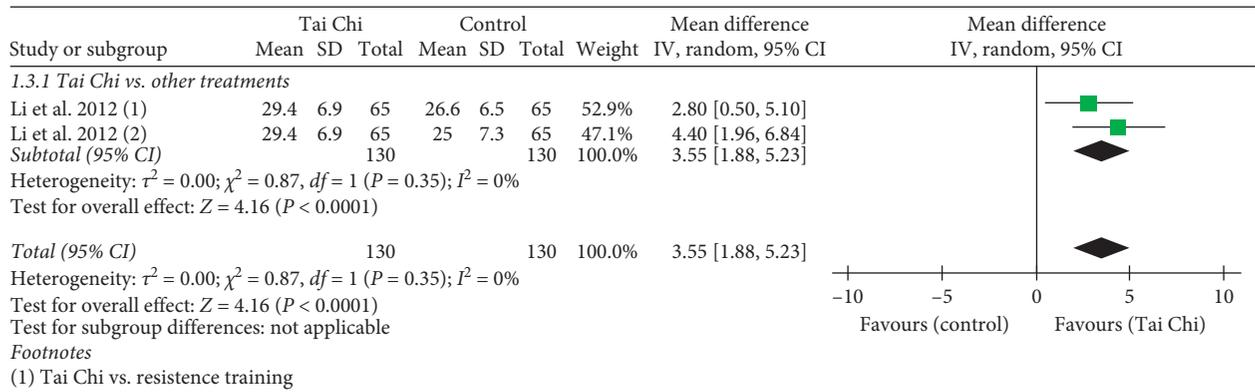 Tai Chi Control Mean difference Mean difference
Study or subgroup Mean SD Total Mean SD Total Weight IV, random, 95% CI IV, random, 95% CI
1.3.1 Tai Chi vs. other treatments
Li et al. 2012 (1) 29.4 6.9 65 26.6 6.5 65 52.9% 2.80 [0.50, 5.10]
Li et al. 2012 (2) 29.4 6.9 65 25 7.3 65 47.1% 4.40 [1.96, 6.84]
Subtotal (95% CI) 130 130 100.0% 3.55 [1.88, 5.23]
Heterogeneity: τ² = 0.00; χ² = 0.87, df = 1 (P = 0.35); I² = 0%
Test for overall effect: Z = 4.16 (P < 0.0001)
Total (95% CI) 130 130 100.0% 3.55 [1.88, 5.23]
Heterogeneity: τ² = 0.00; χ² = 0.87, df = 1 (P = 0.35); I² = 0%
Test for overall effect: Z = 4.16 (P < 0.0001)
Test for subgroup differences: not applicable
Footnotes
(1) Tai Chi vs. resistence training
−10 −5 0 5 10
Favours (control) Favours (Tai Chi)